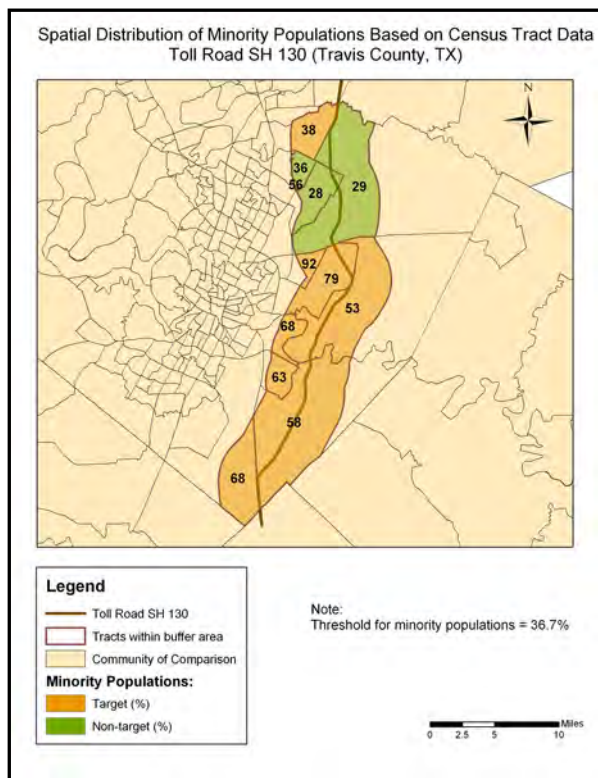 Spatial Distribution of Minority Populations Based on Census Tract Data
Toll Road SH 130 (Travis County, TX)
N
38
36
56
28
29
92
79
53
68
63
58
68
Legend
Toll Road SH 130
Tracts within buffer area
Community of Comparison
Minority Populations:
Target (%)
Non-target (%)
Note:
Threshold for minority populations = 36.7%
Miles
0 2.5 5 10